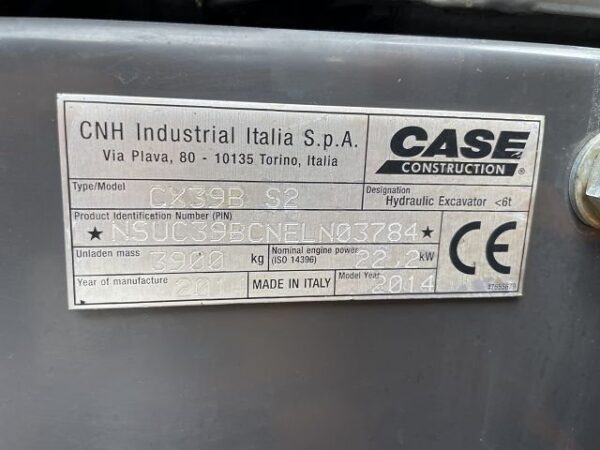 CNH Industrial Italia S.p.A.
Via Plava, 80 - 10135 Torino, Italia
CASE
CONSTRUCTION ®
Type/Model CX39B S2
Designation Hydraulic Excavator <6t
Product Identification Number (PIN)
★ NSUC39BCNELN03784 ★
Unladen mass 3900 kg
Nominal engine power (ISO 14396) 22.2 kW
CE
Year of manufacture
MADE IN ITALY
Model Year 2014